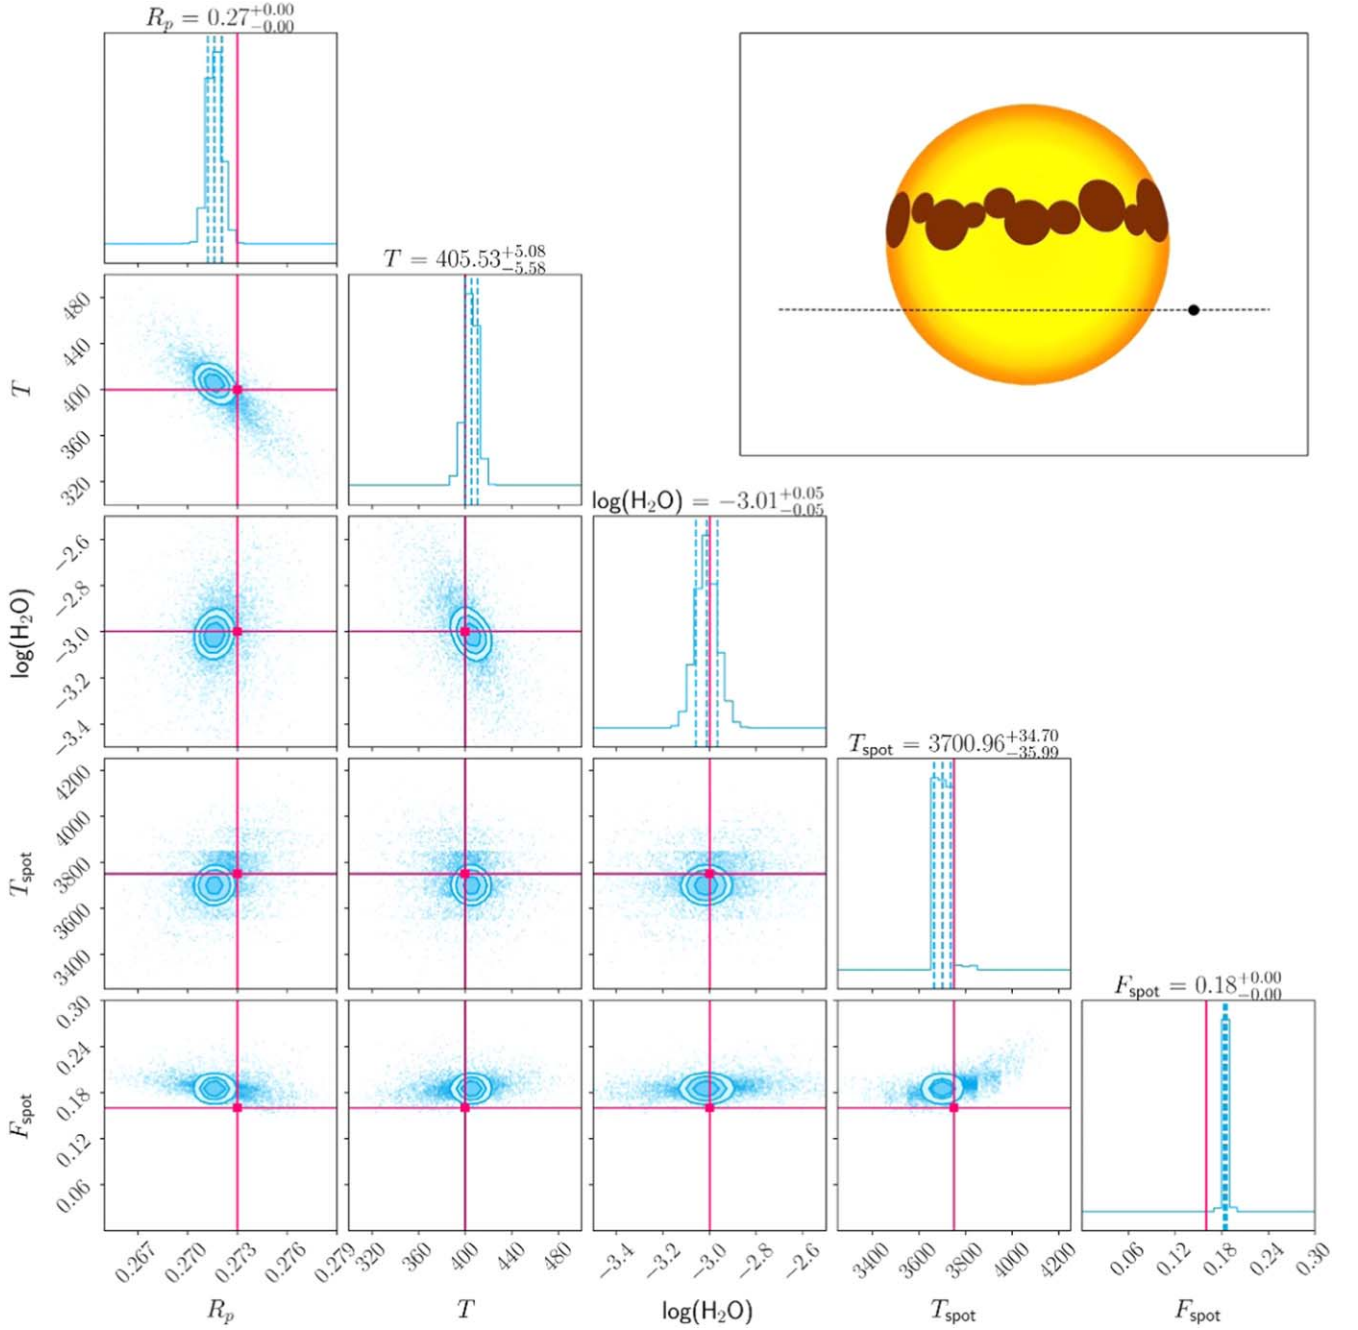 R_p = 0.27^{+0.00}_{-0.00}
T = 405.53^{+5.08}_{-5.58}
480
440
400
360
320
T
log(H₂O) = −3.01^{+0.05}_{-0.05}
−2.6
−2.8
−3.0
−3.2
−3.4
log(H₂O)
T_spot = 3700.96^{+34.70}_{-35.99}
4200
4000
3800
3600
3400
T_spot
F_spot = 0.18^{+0.00}_{-0.00}
0.30
0.24
0.18
0.12
0.06
F_spot
0.267 0.270 0.273 0.276 0.279 320 360 400 440 480 −3.4 −3.2 −3.0 −2.8 −2.6 3400 3600 3800 4000 4200 0.06 0.12 0.18 0.24 0.30
R_p T log(H₂O) T_spot F_spot